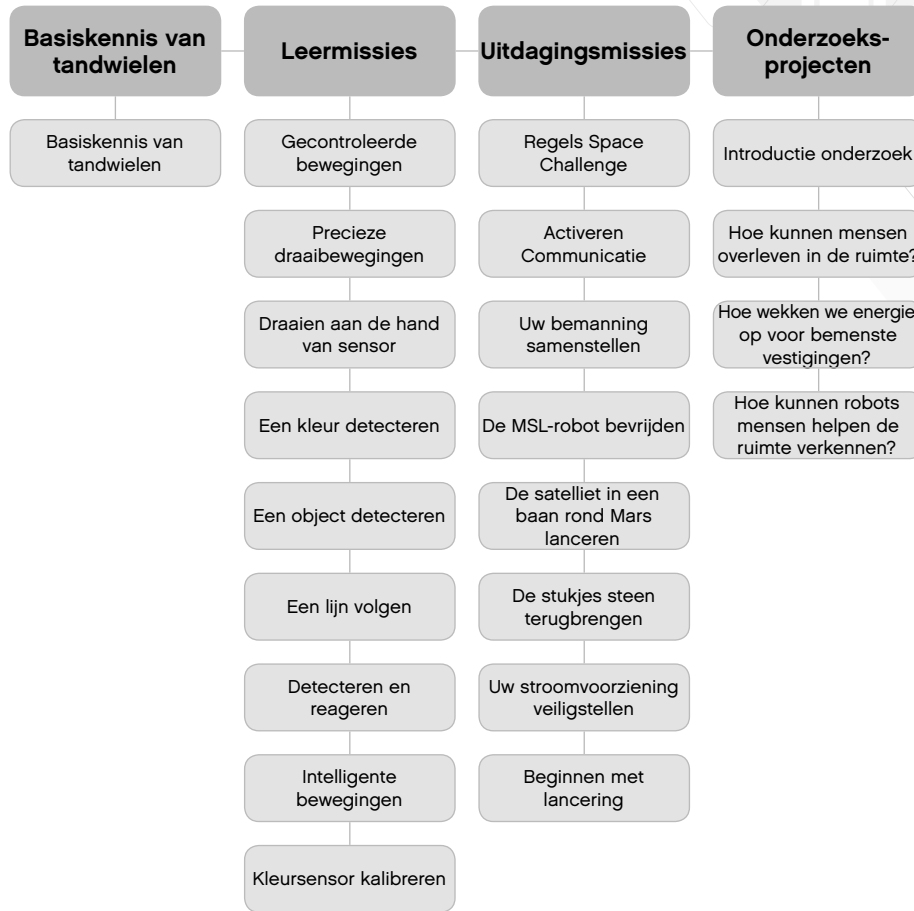 Basiskennis van
tandwielen
Basiskennis van
tandwielen
Leermissies
Gecontroleerde
bewegingen
Precieze
draaibewegingen
Draaien aan de hand
van sensor
Een kleur detecteren
Een object detecteren
Een lijn volgen
Detecteren en
reageren
Intelligente
bewegingen
Kleursensor kalibreren
Uitdagingsmissies
Regels Space
Challenge
Activeren
Communicatie
Uw bemanning
samenstellen
De MSL-robot bevrijden
De satelliet in een
baan rond Mars
lanceren
De stukjes steen
terugbrengen
Uw stroomvoorziening
veiligstellen
Beginnen met
lancering
Onderzoeks-
projecten
Introductie onderzoek
Hoe kunnen mensen
overleven in de ruimte?
Hoe wekken we energie
op voor bemenste
vestigingen?
Hoe kunnen robots
mensen helpen de
ruimte verkennen?